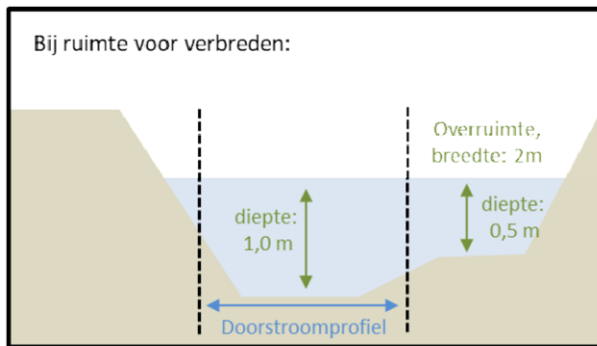 Bij ruimte voor verbreden:
Overruimte,
breedte: 2m
diepte:
1,0 m
diepte:
0,5 m
Doorstroomprofiel